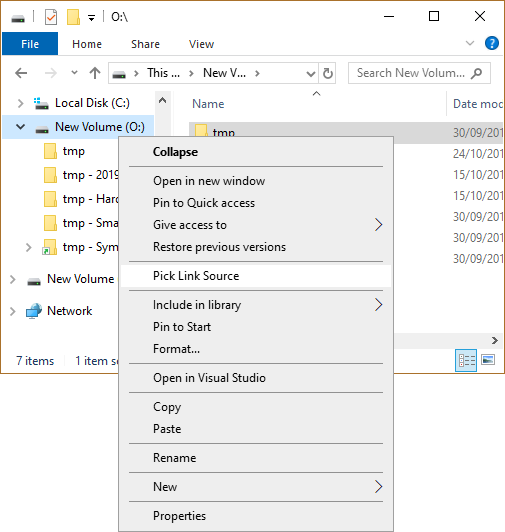 O:\
File
Home
Share
View
This ...
New V...
Search New Volum...
Local Disk (C:)
New Volume (O:)
tmp
tmp - 2019
tmp - Hard
tmp - Sma
tmp - Sym
New Volume
Network
Name
Date mod
tmp
30/09/201
24/10/201
15/10/201
15/10/201
30/09/201
30/09/201
30/09/201
Collapse
Open in new window
Pin to Quick access
Give access to
Restore previous versions
Pick Link Source
Include in library
Pin to Start
Format...
Open in Visual Studio
Copy
Paste
Rename
New
Properties
7 items
1 item se